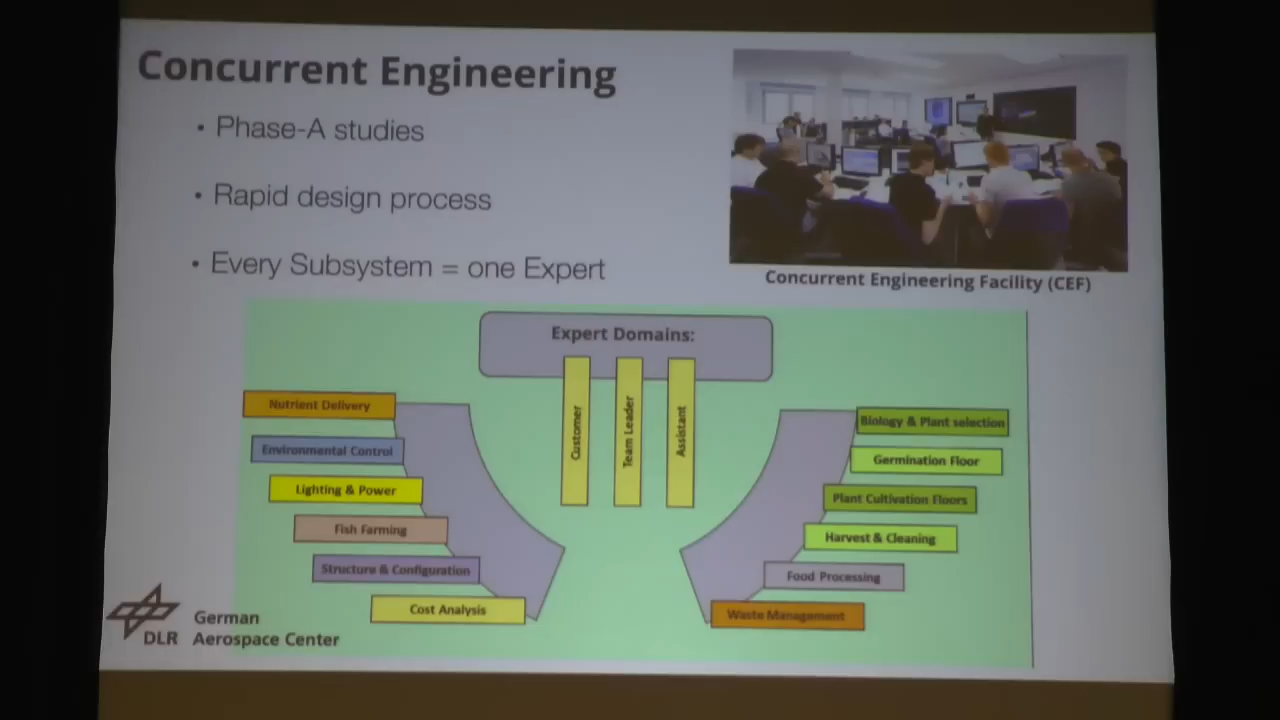 Concurrent Engineering
• Phase-A studies
• Rapid design process
• Every Subsystem = one Expert
Concurrent Engineering Facility (CEF)
Expert Domains:
Customer
Team Leader
Assistant
Nutrient Delivery
Environmental Control
Lighting & Power
Fish Farming
Structure & Configuration
Cost Analysis
Biology & Plant selection
Germination Floor
Plant Cultivation Floors
Harvest & Cleaning
Food Processing
Waste Management
German
DLR Aerospace Center